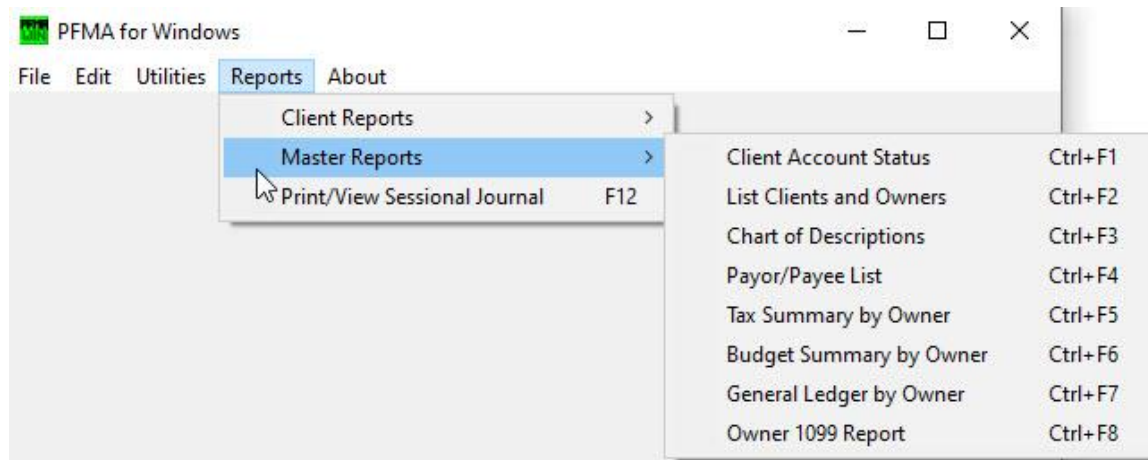 PFMA for Windows
File Edit Utilities Reports About
Client Reports
Master Reports
Print/View Sessional Journal F12
Client Account Status Ctrl+F1
List Clients and Owners Ctrl+F2
Chart of Descriptions Ctrl+F3
Payor/Payee List Ctrl+F4
Tax Summary by Owner Ctrl+F5
Budget Summary by Owner Ctrl+F6
General Ledger by Owner Ctrl+F7
Owner 1099 Report Ctrl+F8